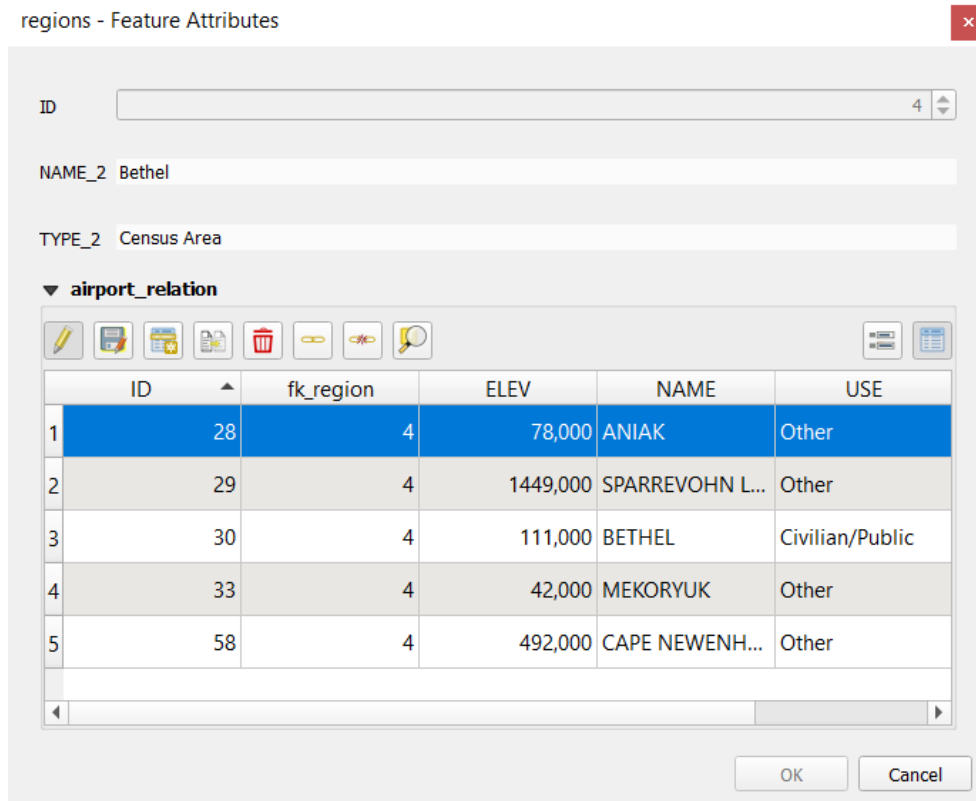 regions - Feature Attributes
ID 4
NAME_2 Bethel
TYPE_2 Census Area
airport_relation
ID fk_region ELEV NAME USE
1 28 4 78,000 ANIAK Other
2 29 4 1449,000 SPARREVOHN L... Other
3 30 4 111,000 BETHEL Civilian/Public
4 33 4 42,000 MEKORYUK Other
5 58 4 492,000 CAPE NEWENH... Other
OK Cancel